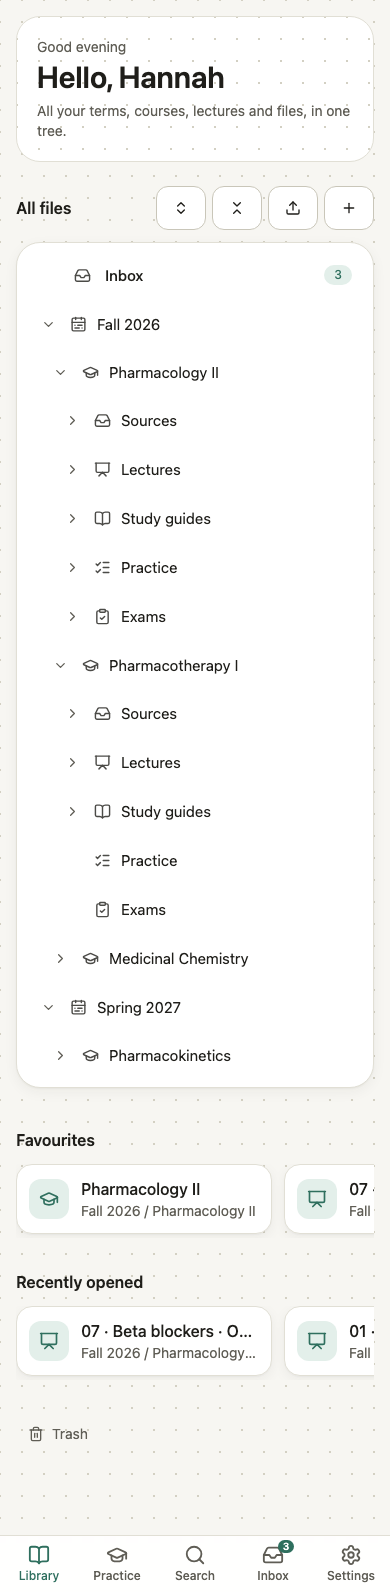 Good evening
Hello, Hannah
All your terms, courses, lectures and files, in one
tree.
All files
Inbox
3
Fall 2026
Pharmacology II
Sources
Lectures
Study guides
Practice
Exams
Pharmacotherapy I
Sources
Lectures
Study guides
Practice
Exams
Medicinal Chemistry
Spring 2027
Pharmacokinetics
Favourites
Pharmacology II
Fall 2026 / Pharmacology II
07
Fall
Recently opened
07 · Beta blockers · O...
Fall 2026 / Pharmacology...
01
Fall
Trash
3
Library
Practice
Search
Inbox
Settings